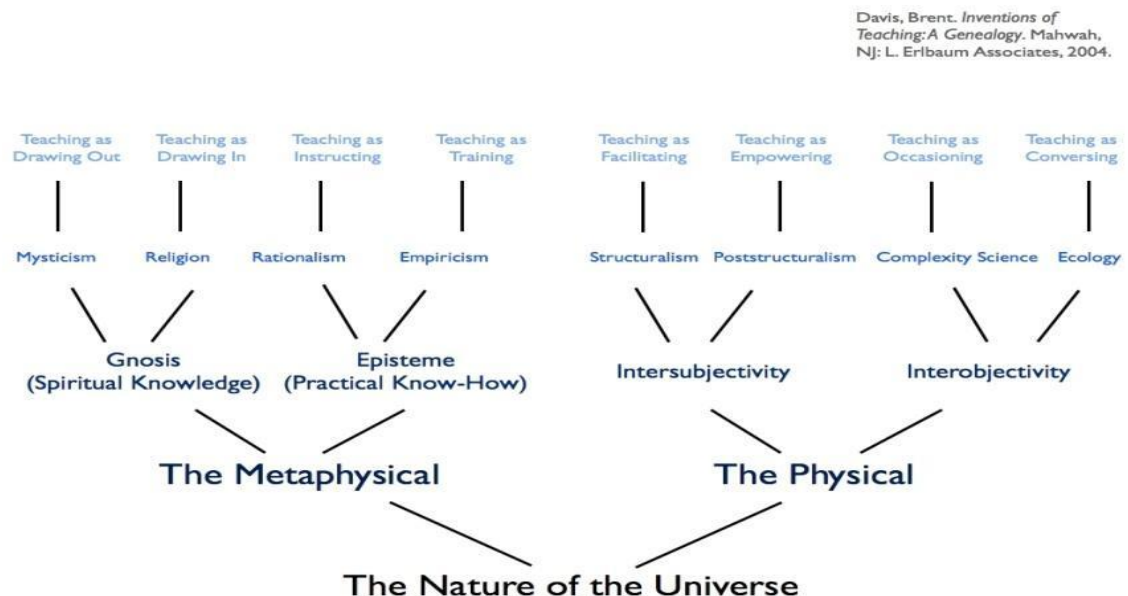 Davis, Brent. Inventions of
Teaching: A Genealogy. Mahwah,
NJ: L. Erlbaum Associates, 2004.
Teaching as
Drawing Out
Teaching as
Drawing In
Teaching as
Instructing
Teaching as
Training
Teaching as
Facilitating
Teaching as
Empowering
Teaching as
Occasioning
Teaching as
Conversing
Mysticism
Religion
Rationalism
Empiricism
Structuralism
Poststructuralism
Complexity Science
Ecology
Gnosis
(Spiritual Knowledge)
Episteme
(Practical Know-How)
Intersubjectivity
Interobjectivity
The Metaphysical
The Physical
The Nature of the Universe